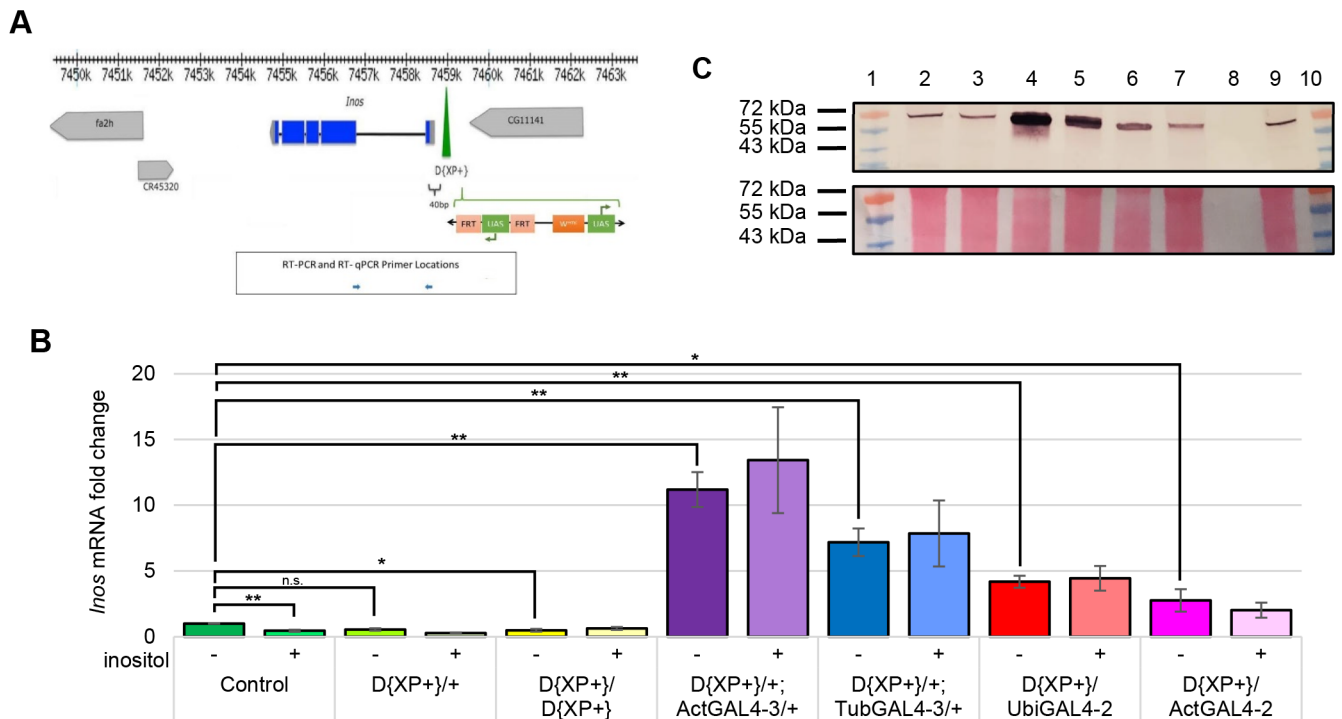 A
7450k 7451k 7452k 7453k 7454k 7455k 7456k 7457k 7458k 7459k 7460k 7461k 7462k 7463k
Inos
fa2h
CG11141
CR45320
D{XP+}
40bp
FRT UAS FRT UAS
RT-PCR and RT- qPCR Primer Locations
C
1 2 3 4 5 6 7 8 9 10
72 kDa
55 kDa
43 kDa
72 kDa
55 kDa
43 kDa
B
Inos mRNA fold change
20
15
10
5
0
*
**
**
**
*
n.s.
**
inositol - + - + - + - + - + - + - +
Control D{XP+}/+ D{XP+}/ D{XP+}/+; D{XP+}/+; D{XP+}/ D{XP+}/
D{XP+} ActGAL4-3/+ TubGAL4-3/+ UbiGAL4-2 ActGAL4-2